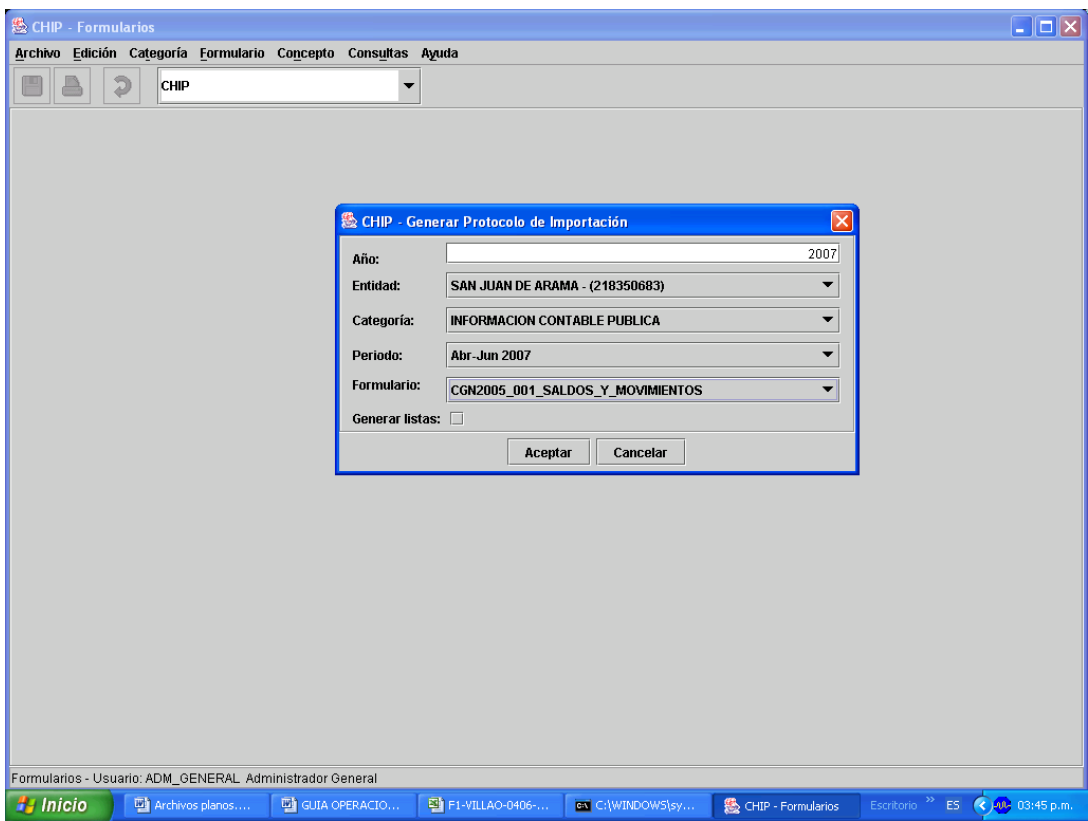 CHIP - Formularios
Archivo Edición Categoría Formulario Concepto Consultas Ayuda
CHIP
CHIP - Generar Protocolo de Importación
Año: 2007
Entidad: SAN JUAN DE ARAMA - (218350683)
Categoría: INFORMACION CONTABLE PUBLICA
Periodo: Abr-Jun 2007
Formulario: CGN2005_001_SALDOS_Y_MOVIMIENTOS
Generar listas:
Aceptar Cancelar
Formularios - Usuario: ADM_GENERAL Administrador General
Inicio Archivos planos.... GUIA OPERACIO... F1-VILLAO-0406-... C:\WINDOWS\sy... CHIP - Formularios Escritorio » ES 03:45 p.m.